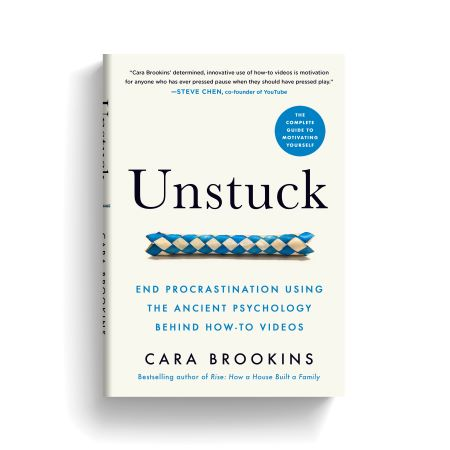 "Cara Brookins' determined, innovative use of how-to videos is motivation
for anyone who has ever pressed pause when they should have pressed play."
—STEVE CHEN, co-founder of YouTube
THE
COMPLETE
GUIDE TO
MOTIVATING
YOURSELF
Unstuck
END PROCRASTINATION USING
THE ANCIENT PSYCHOLOGY
BEHIND HOW-TO VIDEOS
CARA BROOKINS
Bestselling author of Rise: How a House Built a Family
Unstuck
CARA BROOKINS